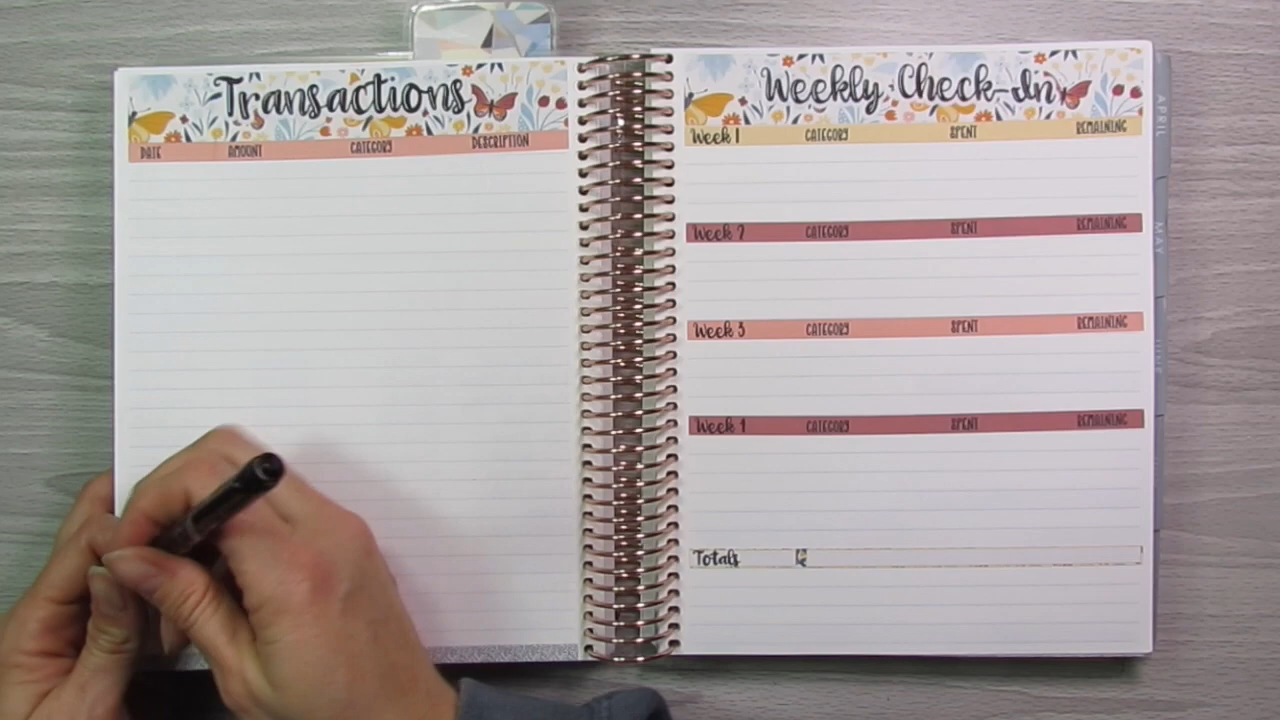 Transactions
DATE AMOUNT CATEGORY DESCRIPTION
Weekly Check-In
Week 1 CATEGORY SPENT REMAINING
Week 2 CATEGORY SPENT REMAINING
Week 3 CATEGORY SPENT REMAINING
Week 4 CATEGORY SPENT REMAINING
Totals
APRIL
MAY